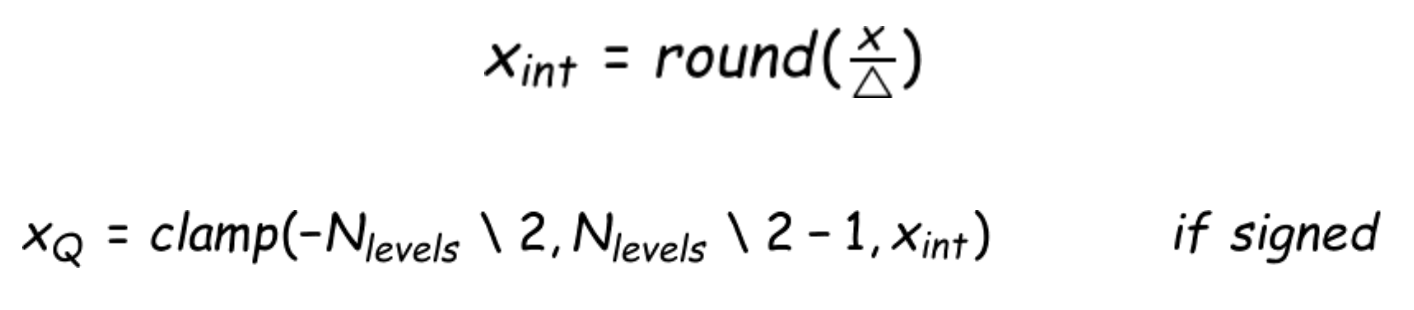 x_int = round(x/△)
x_Q = clamp(-N_levels \ 2, N_levels \ 2 - 1, x_int) if signed